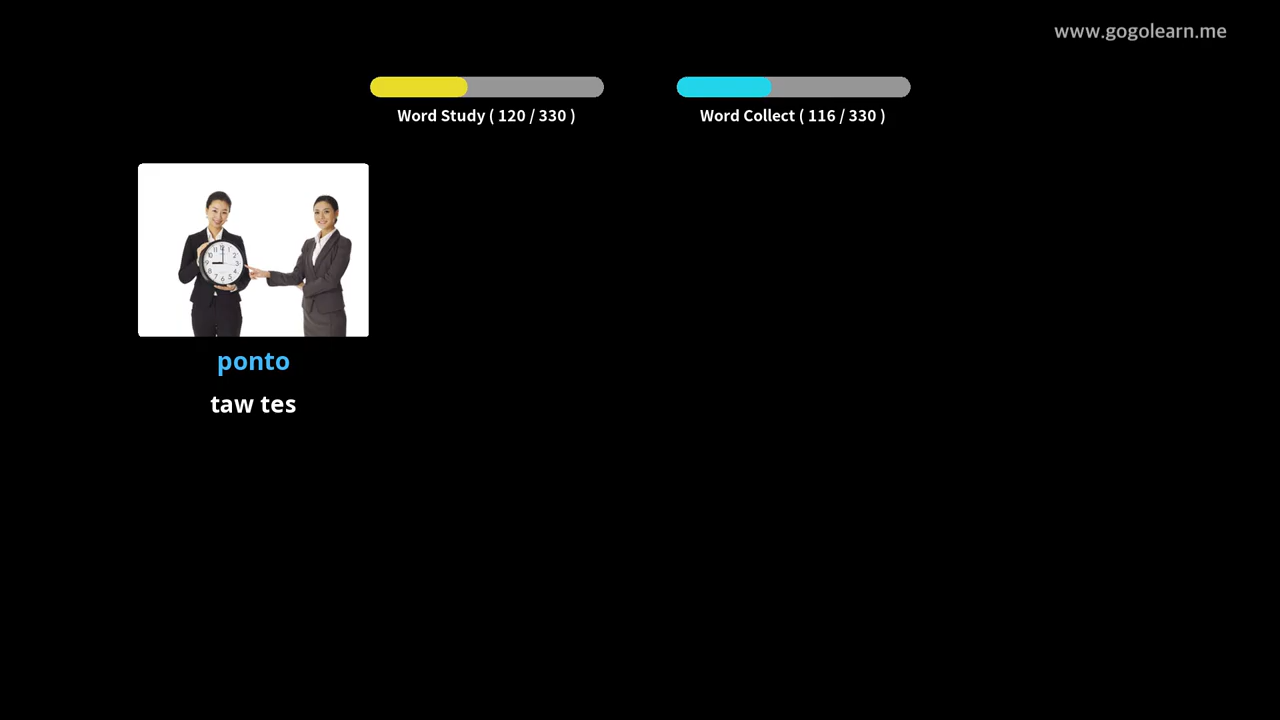 www.gogolearn.me
Word Study ( 120 / 330 )
Word Collect ( 116 / 330 )
ponto
taw tes